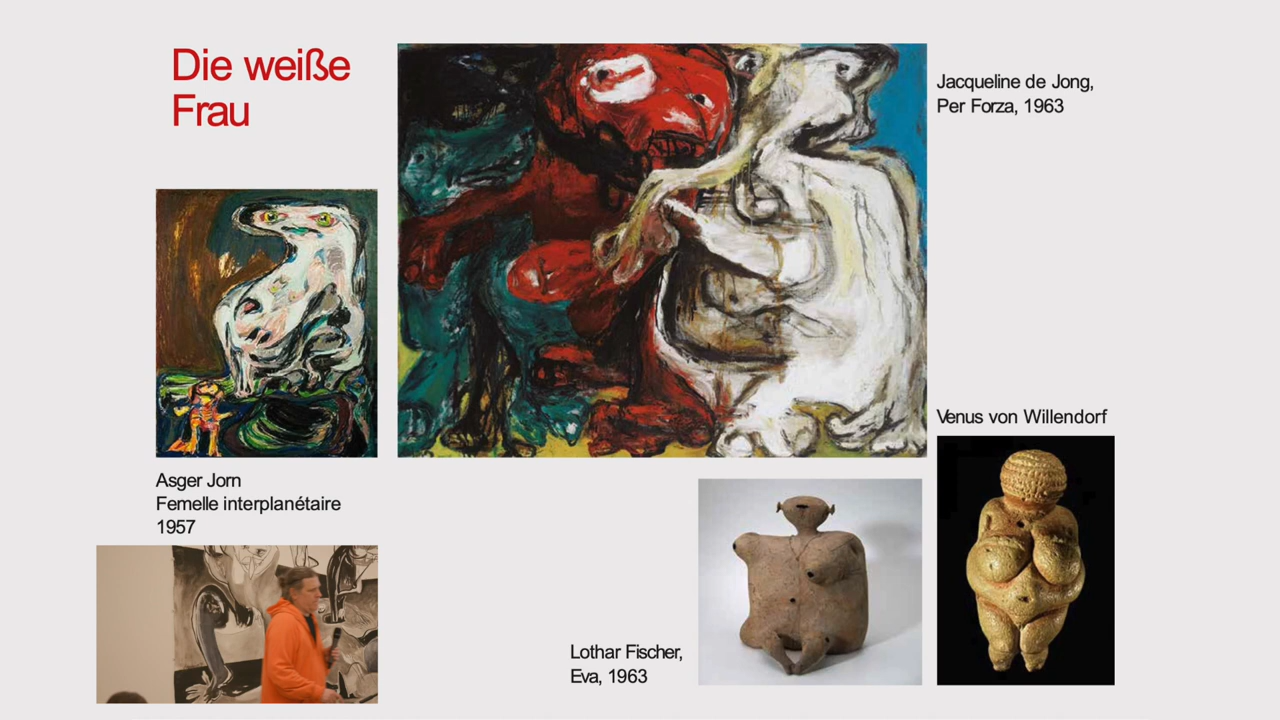 Die weiße
Frau
Jacqueline de Jong,
Per Forza, 1963
Asger Jorn
Femelle interplanétaire
1957
Venus von Willendorf
Lothar Fischer,
Eva, 1963